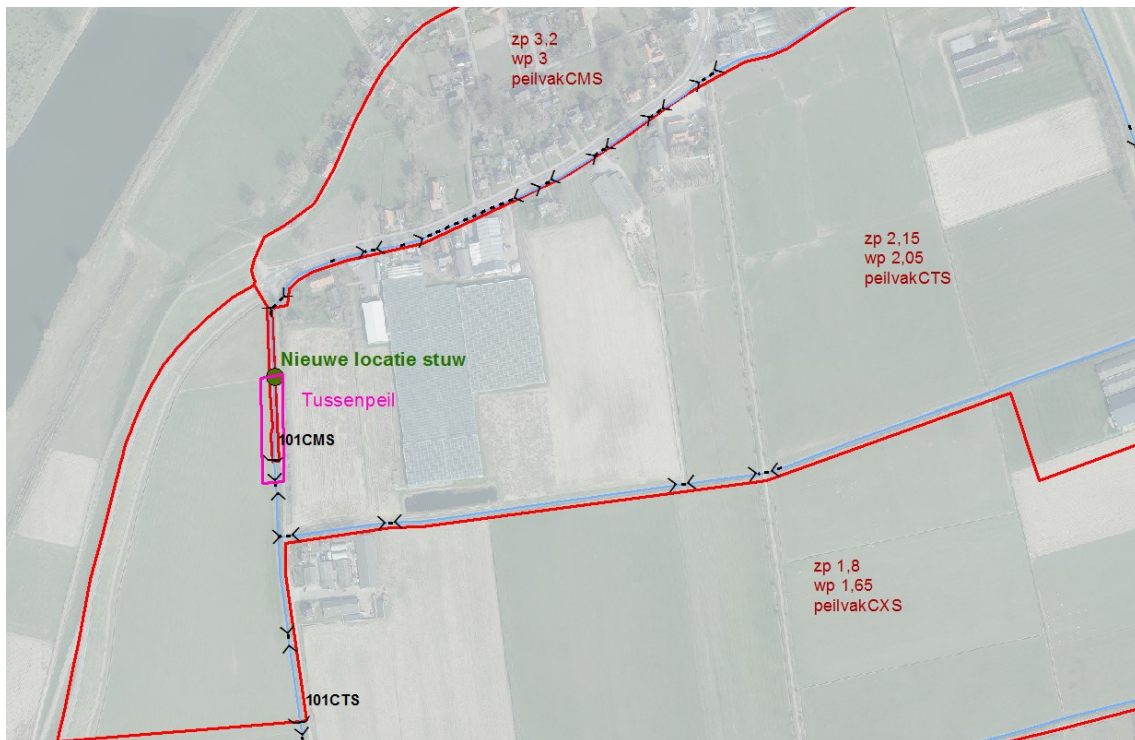 zp 3,2
wp 3
peilvakCMS
zp 2,15
wp 2,05
peilvakCTS
Nieuwe locatie stuw
Tussenpeil
101CMS
zp 1,8
wp 1,65
peilvakCXS
101CTS